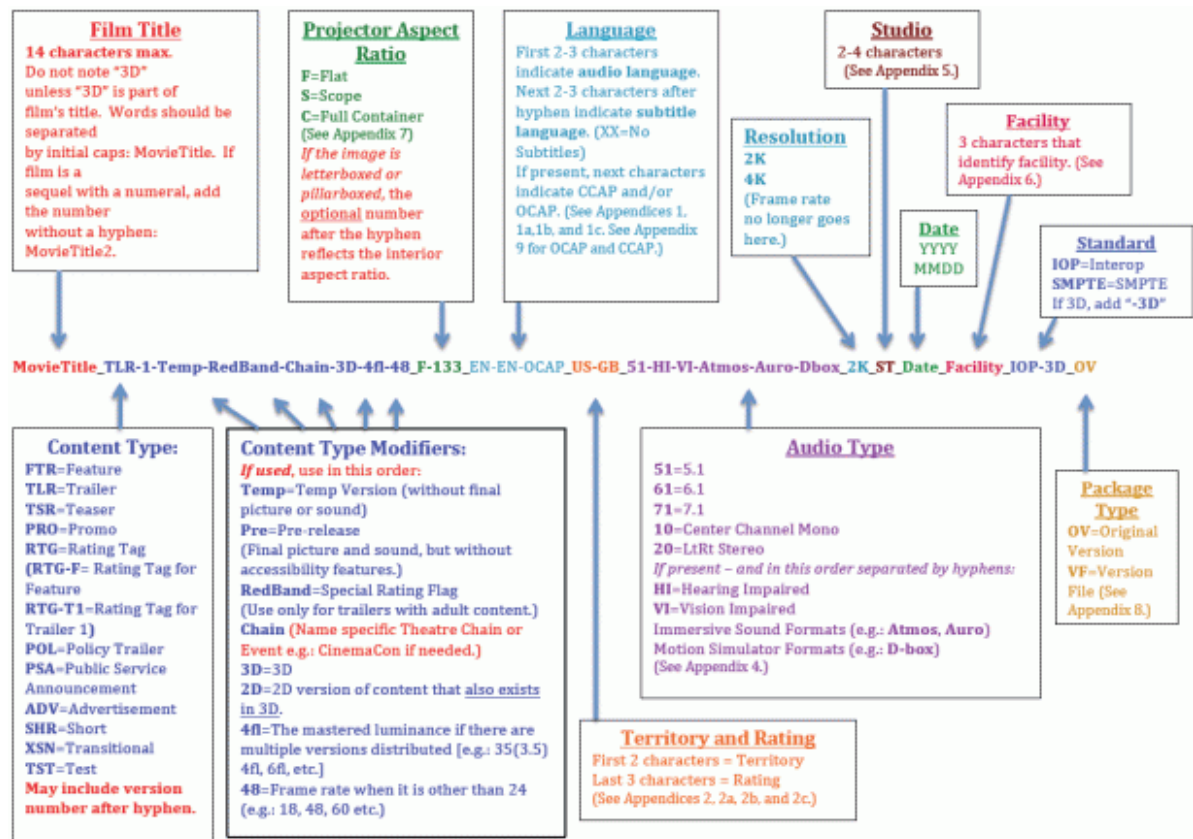 Film Title
14 characters max.
Do not note "3D"
unless "3D" is part of
film's title. Words should be
separated
by initial caps: MovieTitle. If
film is a
sequel with a numeral, add
the number
without a hyphen:
MovieTitle2.
Projector Aspect
Ratio
F=Flat
S=Scope
C=Full Container
(See Appendix 7)
If the image is
letterboxed or
pillarboxed, the
optional number
after the hyphen
reflects the interior
aspect ratio.
Language
First 2-3 characters
indicate audio language.
Next 2-3 characters after
hyphen indicate subtitle
language. (XX=No
Subtitles)
If present, next characters
indicate CCAP and/or
OCAP. (See Appendices 1,
1a,1b, and 1c. See Appendix
9 for OCAP and CCAP.)
Resolution
2K
4K
(Frame rate
no longer goes
here.)
Studio
2-4 characters
(See Appendix 5.)
Date
YYYY
MMDD
Facility
3 characters that
identify facility. (See
Appendix 6.)
Standard
IOP=Interop
SMPTE=SMPTE
If 3D, add "-3D"
MovieTitle_TLR-1-Temp-RedBand-Chain-3D-4fl-48_F-133_EN-EN-OCAP_US-GB_51-HI-VI-Atmos-Auro-Dbox_2K_ST_Date_Facility_IOP-3D_OV
Content Type:
FTR=Feature
TLR=Trailer
TSR=Teaser
PRO=Promo
RTG=Rating Tag
(RTG-F= Rating Tag for
Feature
RTG-T1=Rating Tag for
Trailer 1)
POL=Policy Trailer
PSA=Public Service
Announcement
ADV=Advertisement
SHR=Short
XSN=Transitional
TST=Test
May include version
number after hyphen.
Content Type Modifiers:
If used, use in this order:
Temp=Temp Version (without final
picture or sound)
Pre=Pre-release
(Final picture and sound, but without
accessibility features.)
RedBand=Special Rating Flag
(Use only for trailers with adult content.)
Chain (Name specific Theatre Chain or
Event e.g.: CinemaCon if needed.)
3D=3D
2D=2D version of content that also exists
in 3D.
4fl=The mastered luminance if there are
multiple versions distributed [e.g.: 35(3.5)
4fl, 6fl, etc.]
48=Frame rate when it is other than 24
(e.g.: 18, 48, 60 etc.)
Territory and Rating
First 2 characters = Territory
Last 3 characters = Rating
(See Appendices 2, 2a, 2b, and 2c.)
Audio Type
51=5.1
61=6.1
71=7.1
10=Center Channel Mono
20=LtRt Stereo
If present – and in this order separated by hyphens:
HI=Hearing Impaired
VI=Vision Impaired
Immersive Sound Formats (e.g.: Atmos, Auro)
Motion Simulator Formats (e.g.: D-box)
(See Appendix 4.)
Package
Type
OV=Original
Version
VF=Version
File (See
Appendix 8.)